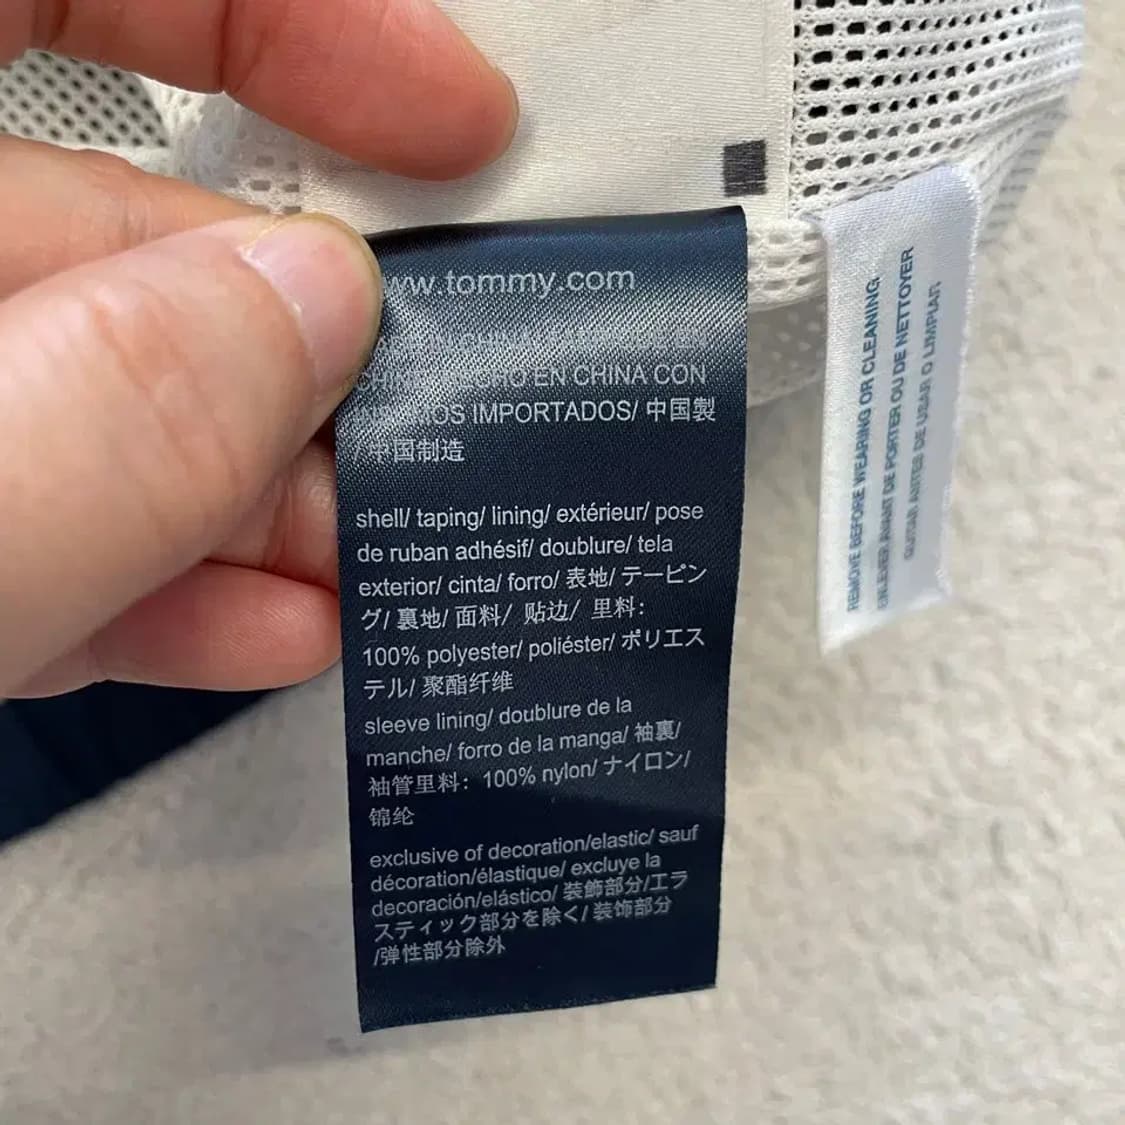 www.tommy.com
EN CHINA CON
IMPORTADOS/ 中国製
/ 中国制造
shell/ taping/ lining/ extérieur/ pose
de ruban adhésif/ doublure/ tela
exterior/ cinta/ forro/ 表地/ テーピン
グ/ 裏地/ 面料/ 贴边/ 里料:
100% polyester/ poliéster/ ポリエス
テル/ 聚酯纤维
sleeve lining/ doublure de la
manche/ forro de la manga/ 袖裏/
袖管里料: 100% nylon/ ナイロン/
锦纶
exclusive of decoration/elastic/ sauf
décoration/élastique/ excluye la
decoración/elástico/ 装飾部分/エラ
スティック部分を除く/ 装饰部分
/弹性部分除外
REMOVE BEFORE WEARING OR CLEANING.
ENLEVER AVANT DE PORTER OU DE NETTOYER
QUITAR ANTES DE USAR O LIMPIAR